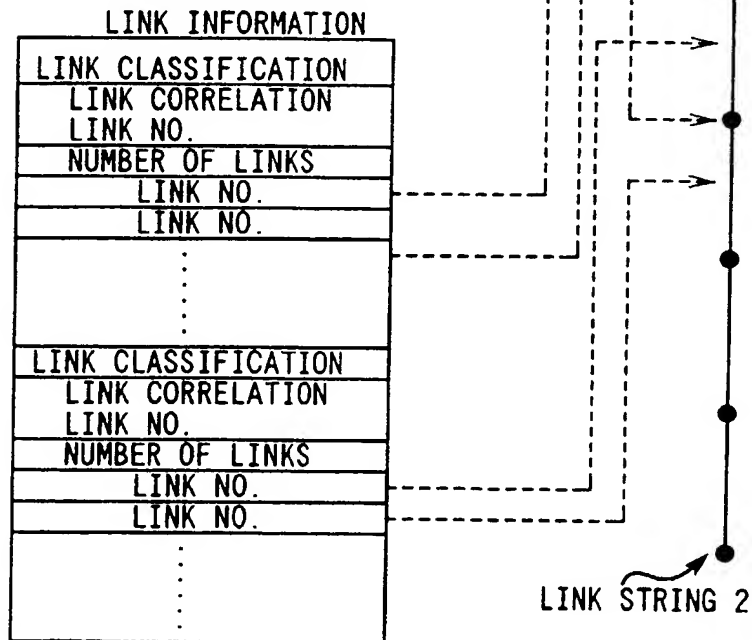 LINK INFORMATION
LINK CLASSIFICATION
LINK CORRELATION
LINK NO.
NUMBER OF LINKS
LINK NO.
LINK NO.
LINK CLASSIFICATION
LINK CORRELATION
LINK NO.
NUMBER OF LINKS
LINK NO.
LINK NO.
LINK STRING 2